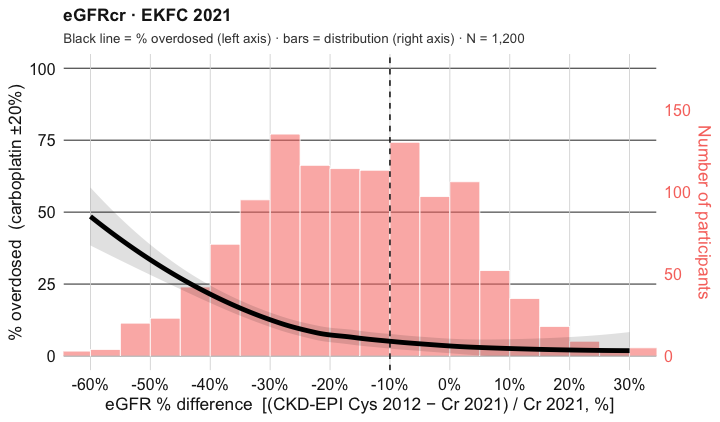 eGFRcr · EKFC 2021
Black line = % overdosed (left axis) · bars = distribution (right axis) · N = 1,200
% overdosed (carboplatin ±20%)
100
75
50
25
0
150
100
50
0
Number of participants
-60% -50% -40% -30% -20% -10% 0% 10% 20% 30%
eGFR % difference [(CKD-EPI Cys 2012 − Cr 2021) / Cr 2021, %]